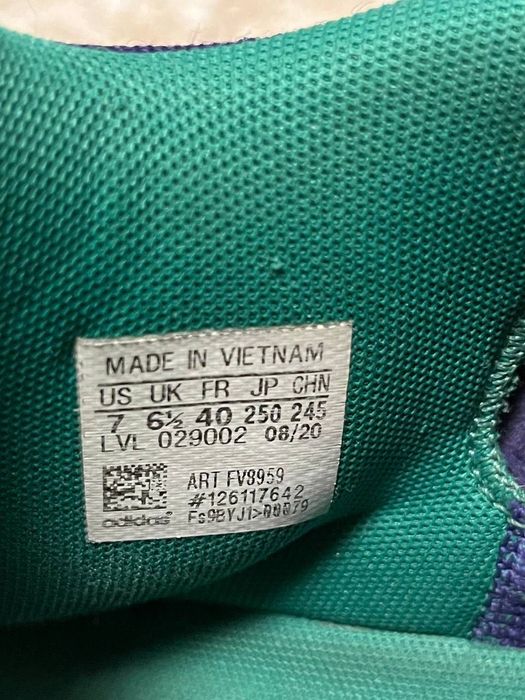 MADE IN VIETNAM
US UK FR JP CHN
7 6½ 40 250 245
LVL 029002 08/20
ART FV8959
#126117642
adidas